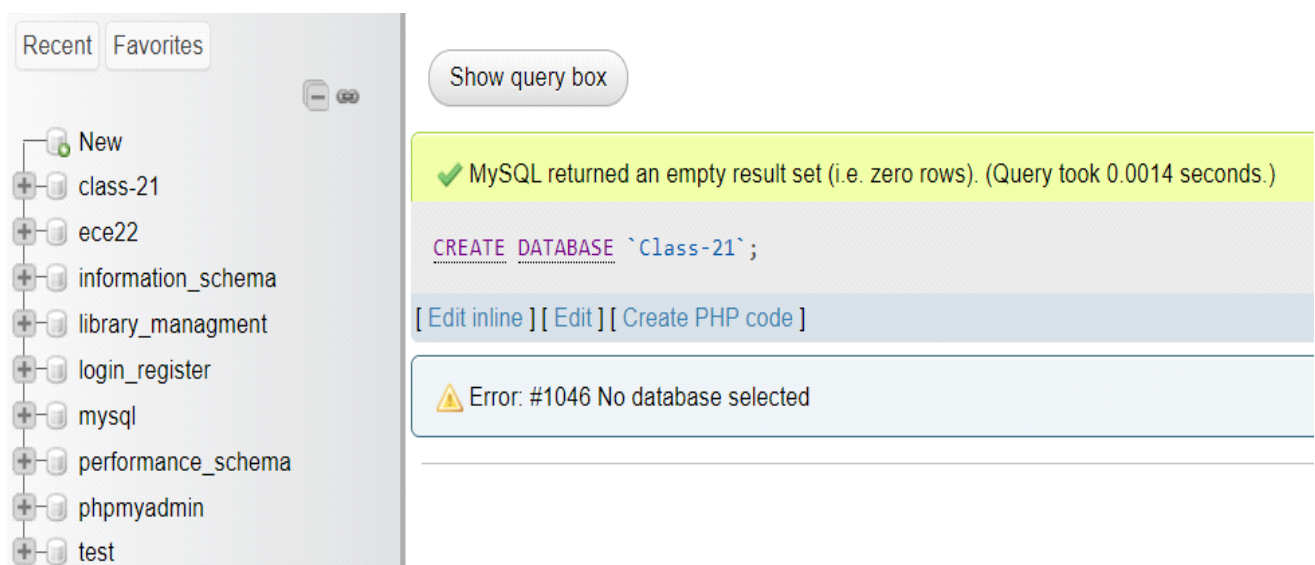 Recent Favorites
New
class-21
ece22
information_schema
library_managment
login_register
mysql
performance_schema
phpmyadmin
test
Show query box
MySQL returned an empty result set (i.e. zero rows). (Query took 0.0014 seconds.)
CREATE DATABASE `Class-21`;
[ Edit inline ] [ Edit ] [ Create PHP code ]
Error: #1046 No database selected